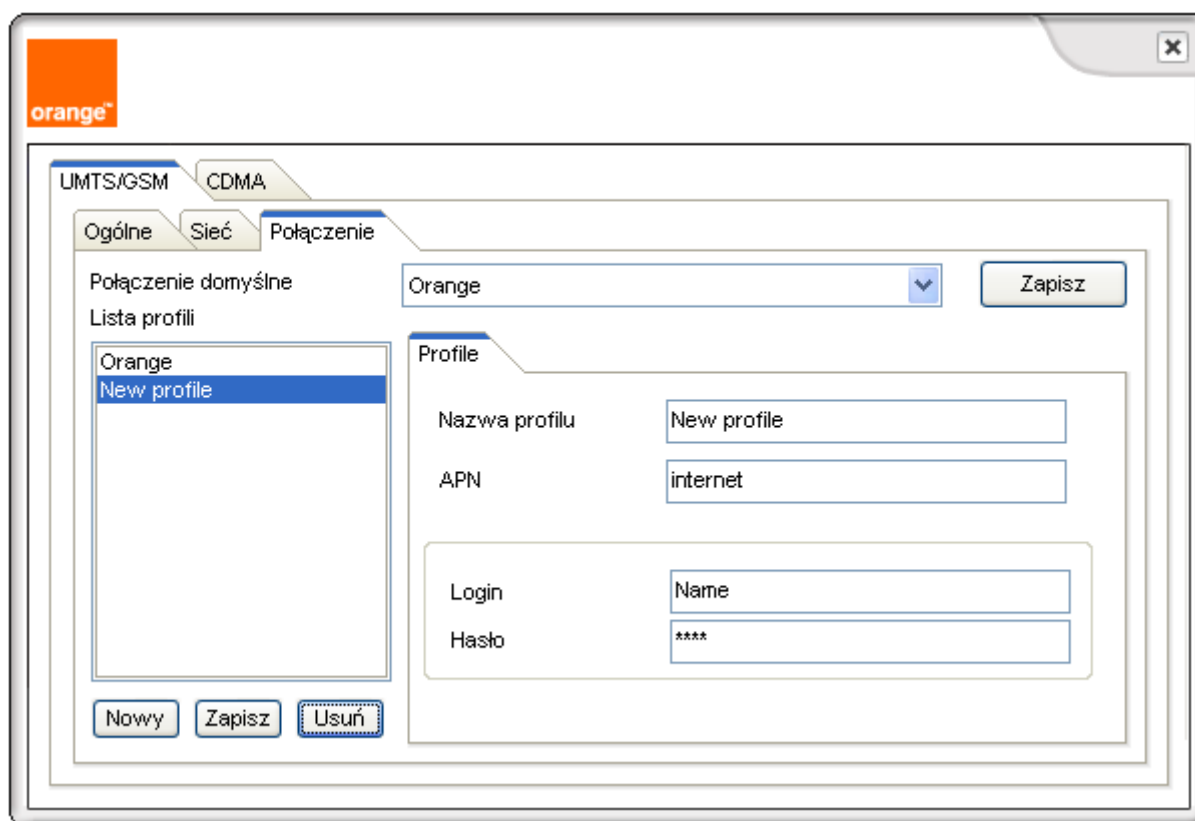 orange™
UMTS/GSM CDMA
Ogólne Sieć Połączenie
Połączenie domyślne Orange Zapisz
Lista profili
Orange
New profile
Profile
Nazwa profilu New profile
APN internet
Login Name
Hasło ****
Nowy Zapisz Usuń